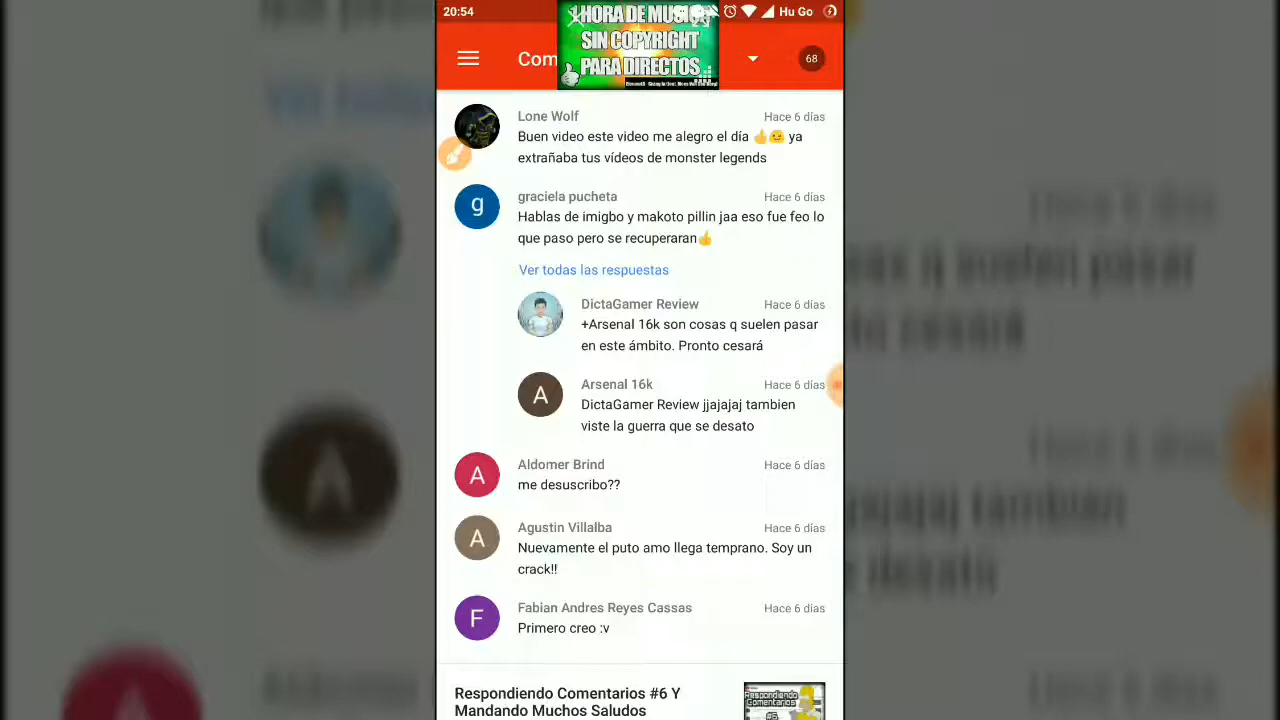 20:54
1 HORA DE MUSICA
SIN COPYRIGHT
PARA DIRECTOS
Hu Go
Com
68
Lone Wolf
Hace 6 días
Buen video este video me alegro el día 👍😉 ya
extrañaba tus vídeos de monster legends
g
graciela pucheta
Hace 6 días
Hablas de imigbo y makoto pillin jaa eso fue feo lo
que paso pero se recuperaran👍
Ver todas las respuestas
DictaGamer Review
Hace 6 días
+Arsenal 16k son cosas q suelen pasar
en este ámbito. Pronto cesará
A
Arsenal 16k
Hace 6 días
DictaGamer Review jjajajaj tambien
viste la guerra que se desato
A
Aldomer Brind
Hace 6 días
me desuscribo??
A
Agustin Villalba
Hace 6 días
Nuevamente el puto amo llega temprano. Soy un
crack!!
F
Fabian Andres Reyes Cassas
Hace 6 días
Primero creo :v
Respondiendo Comentarios #6 Y
Mandando Muchos Saludos
Respondiendo
Comentarios